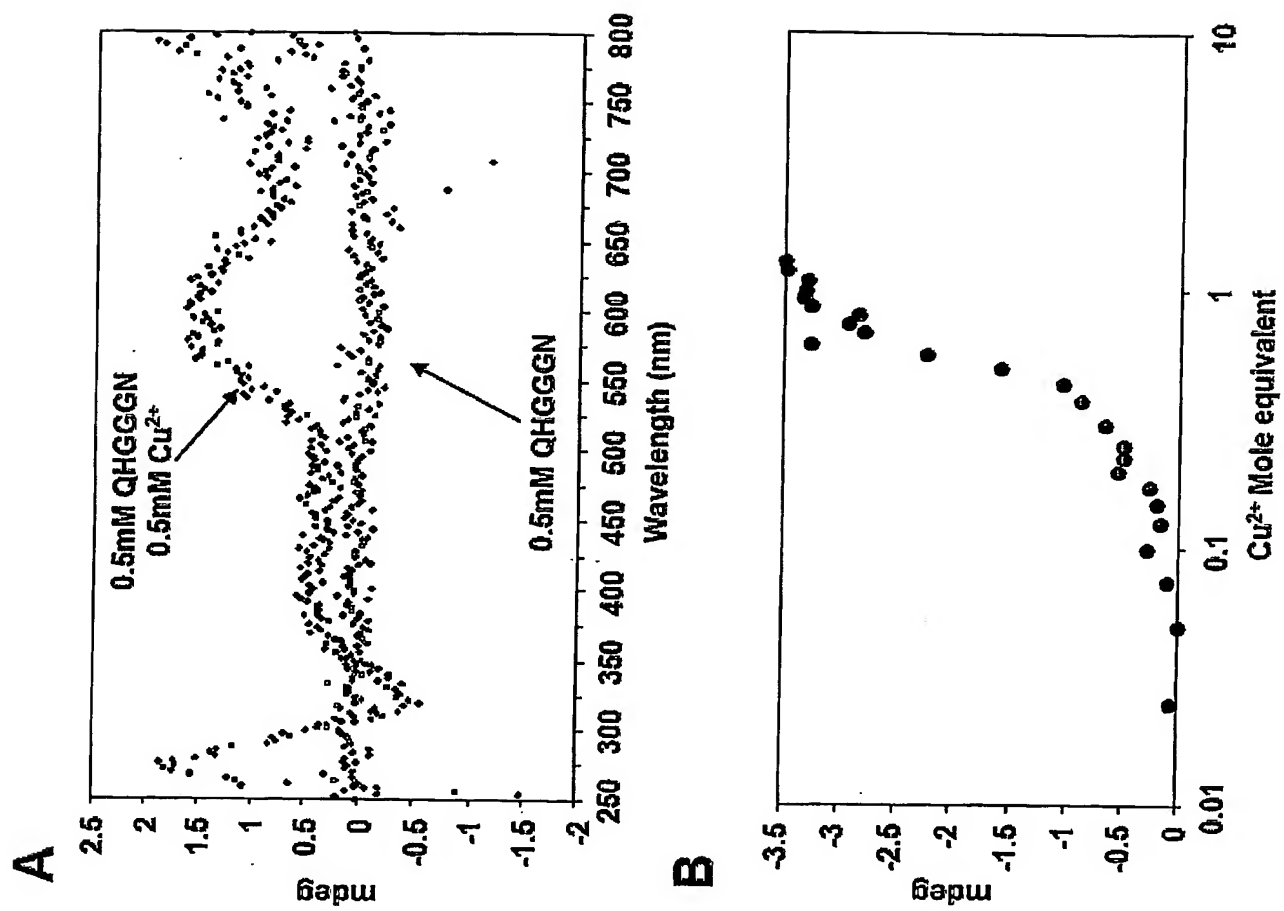 A
2.5
2
1.5
1
0.5
0
-0.5
-1
-1.5
-2
mdeg
0.5mM QHGGGN
0.5mM Cu²⁺
0.5mM QHGGGN
250 300 350 400 450 500 550 600 650 700 750 800
Wavelength (nm)
B
-3.5
-3
-2.5
-2
-1.5
-1
-0.5
0
mdeg
0.01 0.1 1 10
Cu²⁺ Mole equivalent